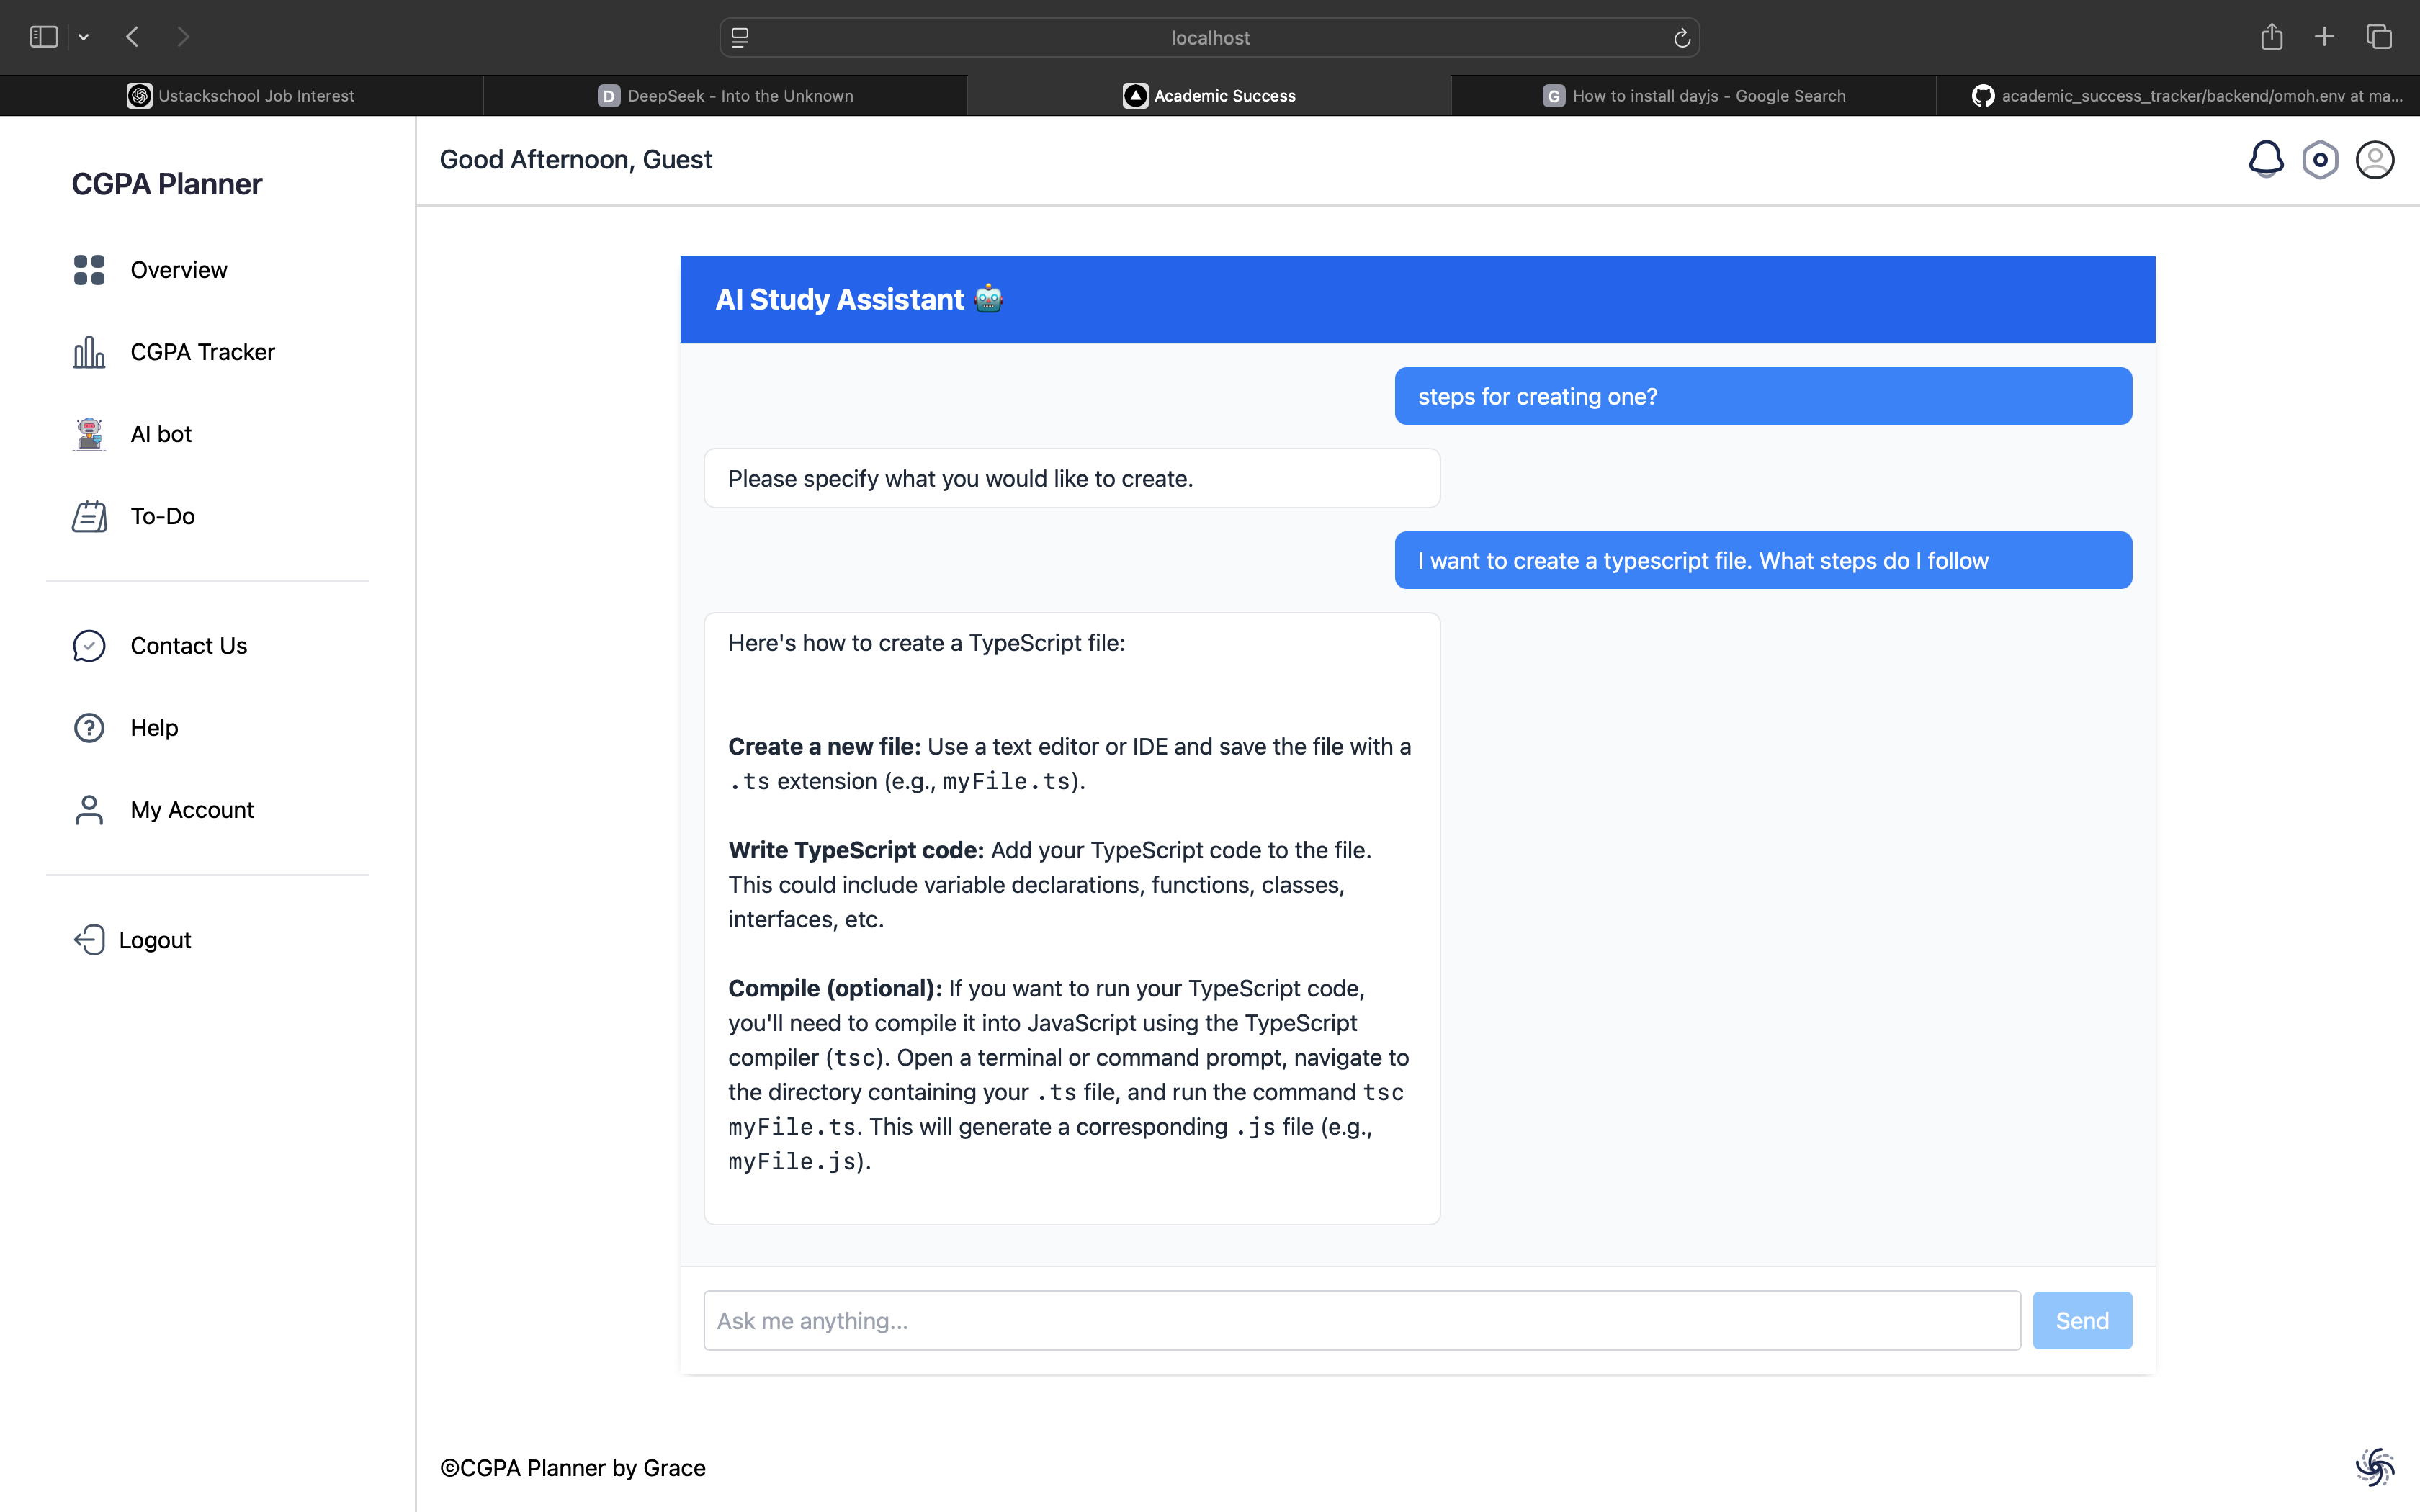 localhost
Ustackschool Job Interest
D DeepSeek - Into the Unknown
Academic Success
G How to install dayjs - Google Search
academic_success_tracker/backend/omoh.env at ma...
CGPA Planner
Overview
CGPA Tracker
AI bot
To-Do
Contact Us
Help
My Account
Logout
Good Afternoon, Guest
AI Study Assistant 🤖
steps for creating one?
Please specify what you would like to create.
I want to create a typescript file. What steps do I follow
Here's how to create a TypeScript file:
Create a new file: Use a text editor or IDE and save the file with a
.ts extension (e.g., myFile.ts).
Write TypeScript code: Add your TypeScript code to the file.
This could include variable declarations, functions, classes,
interfaces, etc.
Compile (optional): If you want to run your TypeScript code,
you'll need to compile it into JavaScript using the TypeScript
compiler (tsc). Open a terminal or command prompt, navigate to
the directory containing your .ts file, and run the command tsc
myFile.ts. This will generate a corresponding .js file (e.g.,
myFile.js).
Ask me anything...
Send
©CGPA Planner by Grace